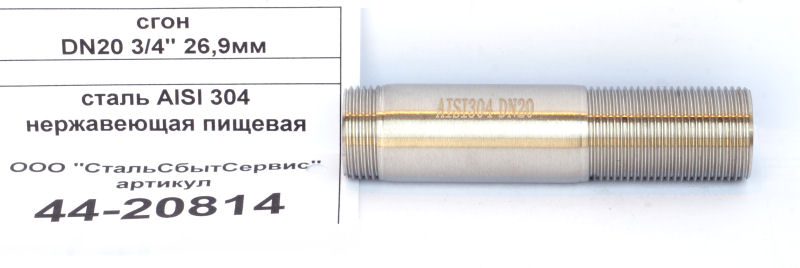 сгон
DN20 3/4" 26,9мм
сталь AISI 304
нержавеющая пищевая
ООО "СтальСбытСервис"
артикул
44-20814
AISI304 DN20